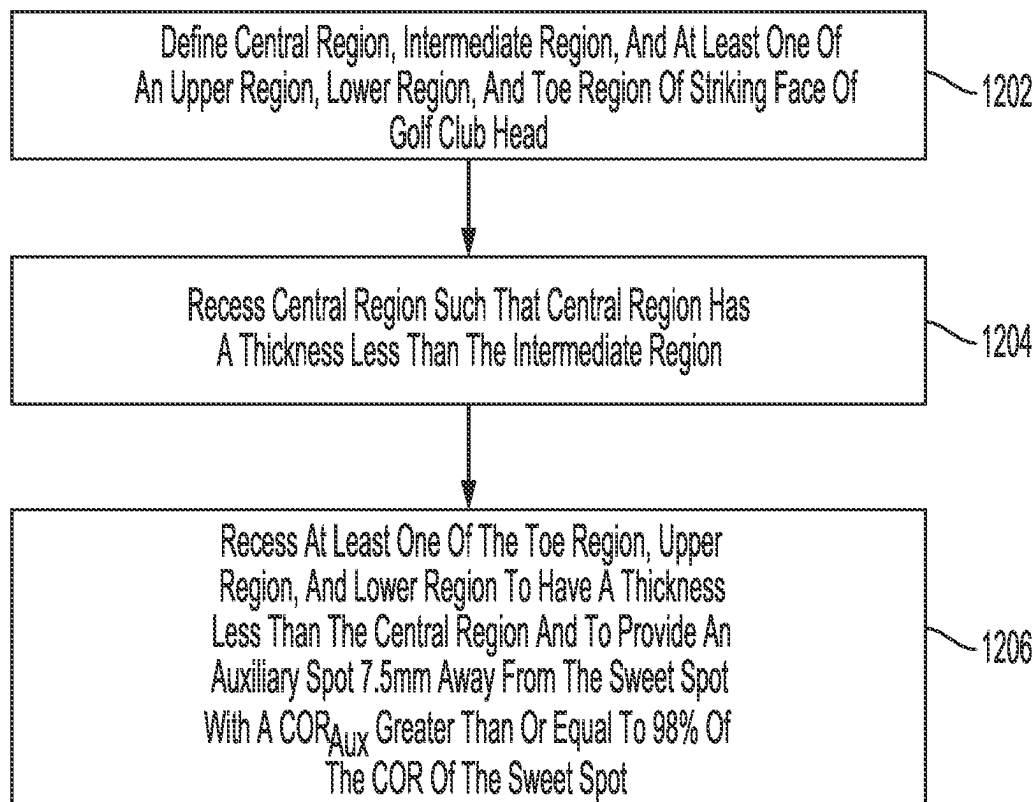 Define Central Region, Intermediate Region, And At Least One Of
An Upper Region, Lower Region, And Toe Region Of Striking Face Of
Golf Club Head
1202
Recess Central Region Such That Central Region Has
A Thickness Less Than The Intermediate Region
1204
Recess At Least One Of The Toe Region, Upper
Region, And Lower Region To Have A Thickness
Less Than The Central Region And To Provide An
Auxiliary Spot 7.5mm Away From The Sweet Spot
With A CORAux Greater Than Or Equal To 98% Of
The COR Of The Sweet Spot
1206